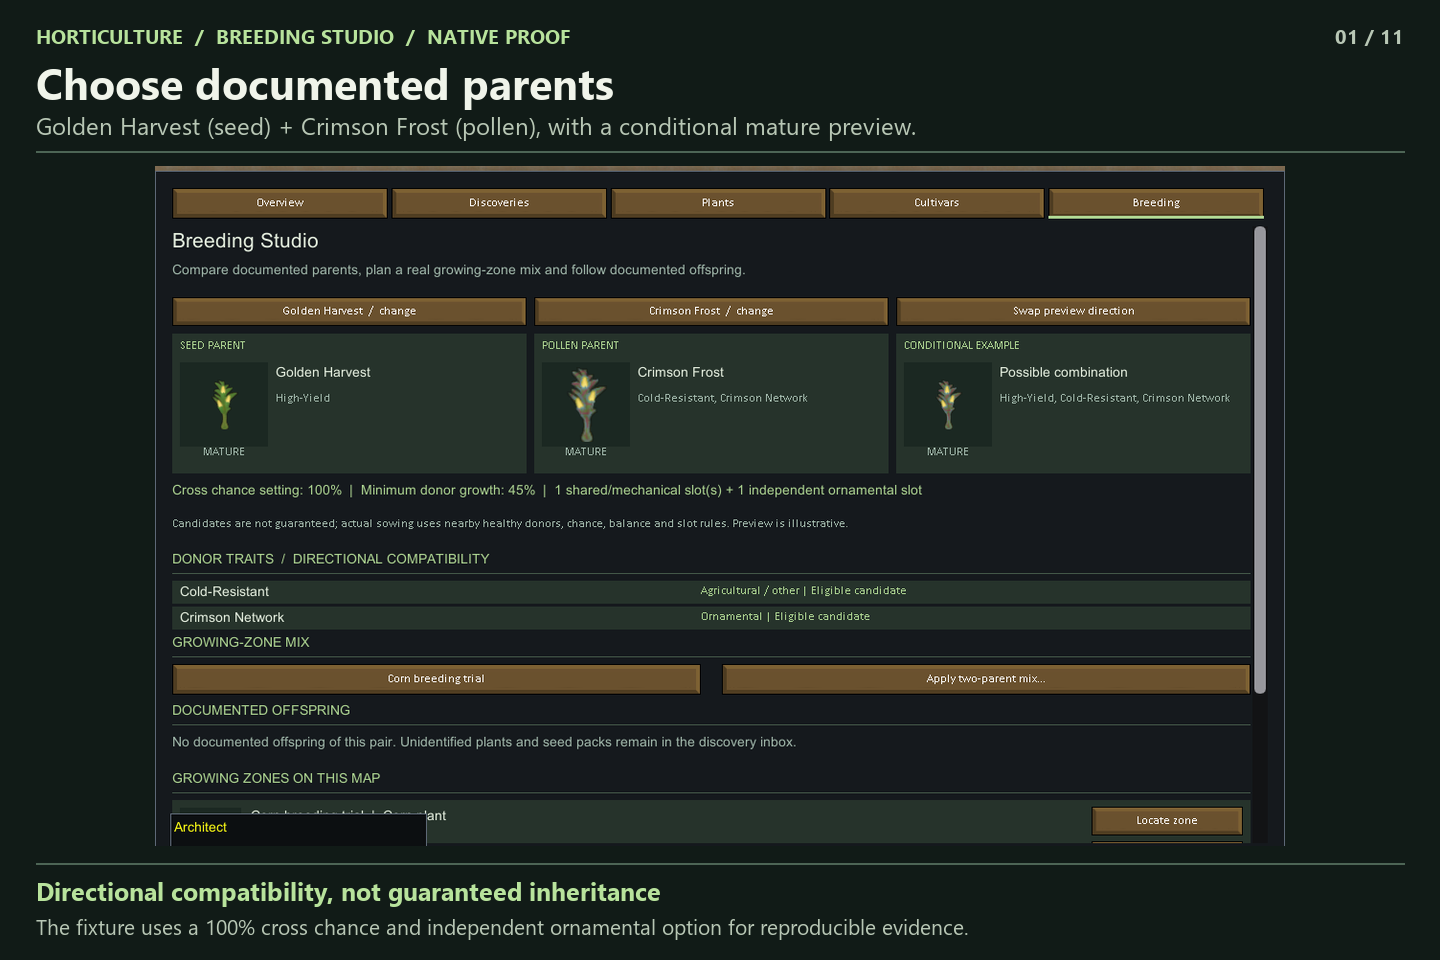 HORTICULTURE / BREEDING STUDIO / NATIVE PROOF
01 / 11
Choose documented parents
Golden Harvest (seed) + Crimson Frost (pollen), with a conditional mature preview.
Overview
Discoveries
Plants
Cultivars
Breeding
Breeding Studio
Compare documented parents, plan a real growing-zone mix and follow documented offspring.
Golden Harvest / change
Crimson Frost / change
Swap preview direction
SEED PARENT
Golden Harvest
High-Yield
MATURE
POLLEN PARENT
Crimson Frost
Cold-Resistant, Crimson Network
MATURE
CONDITIONAL EXAMPLE
Possible combination
High-Yield, Cold-Resistant, Crimson Network
MATURE
Cross chance setting: 100% | Minimum donor growth: 45% | 1 shared/mechanical slot(s) + 1 independent ornamental slot
Candidates are not guaranteed; actual sowing uses nearby healthy donors, chance, balance and slot rules. Preview is illustrative.
DONOR TRAITS / DIRECTIONAL COMPATIBILITY
Cold-Resistant
Agricultural / other | Eligible candidate
Crimson Network
Ornamental | Eligible candidate
GROWING-ZONE MIX
Corn breeding trial
Apply two-parent mix...
DOCUMENTED OFFSPRING
No documented offspring of this pair. Unidentified plants and seed packs remain in the discovery inbox.
GROWING ZONES ON THIS MAP
Locate zone
Architect
Directional compatibility, not guaranteed inheritance
The fixture uses a 100% cross chance and independent ornamental option for reproducible evidence.